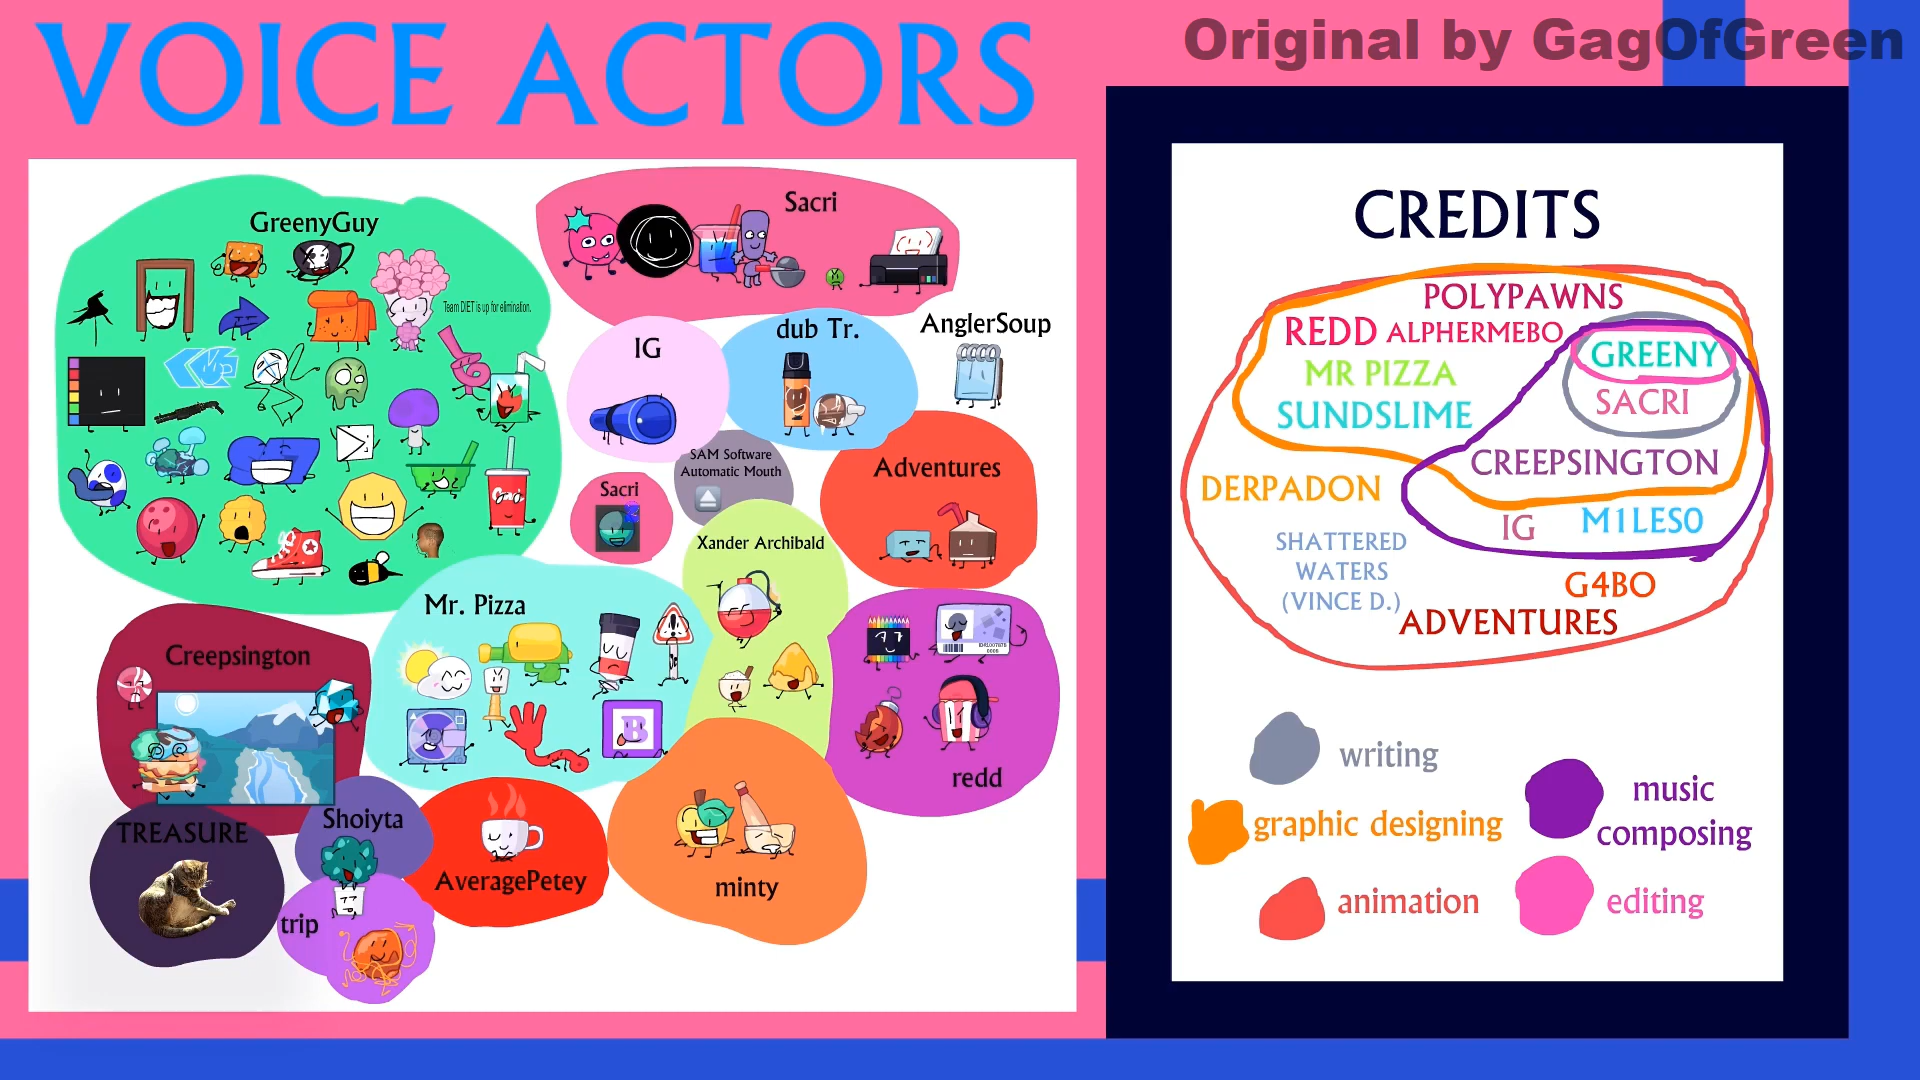 VOICE ACTORS
Original by GagOfGreen
GreenyGuy
Team DIET is up for elimination.
Sacri
IG
dub Tr.
AnglerSoup
SAM Software
Automatic Mouth
Sacri
Adventures
Xander Archibald
Mr. Pizza
B
Creepsington
redd
TREASURE
Shoiyta
AveragePetey
minty
trip
CREDITS
POLYPAWNS
REDD ALPHERMEBO
GREENY
MR PIZZA
SACRI
SUNDSLIME
CREEPSINGTON
DERPADON
IG M1LES0
SHATTERED
WATERS
(VINCE D.)
G4BO
ADVENTURES
writing
graphic designing
music
composing
animation
editing